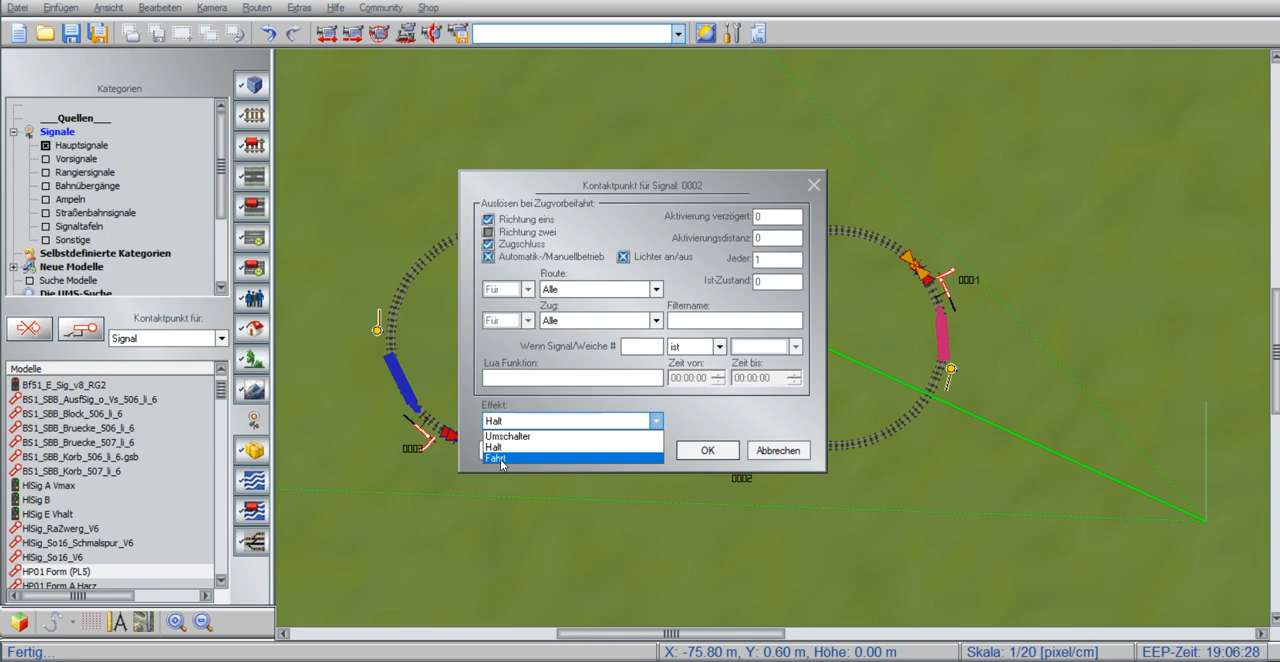 Datei Einfügen Ansicht Bearbeiten Kamera Routen Extras Hilfe Community Shop
Kategorien
___Quellen___
Signale
Hauptsignale
Vorsignale
Rangiersignale
Bahnübergänge
Ampeln
Straßenbahnsignale
Signaltafeln
Sonstige
Selbstdefinierte Kategorien
Neue Modelle
Suche Modelle
Die UMS-Suche
Kontaktpunkt für:
Signal
Modelle
Bf51_E_Sig_v8_RG2
BS1_SBB_AusfSig_o_Vs_506_li_6
BS1_SBB_Block_506_li_6
BS1_SBB_Bruecke_506_li_6
BS1_SBB_Bruecke_507_li_6
BS1_SBB_Korb_506_li_6.gsb
BS1_SBB_Korb_507_li_6
HlSig A Vmax
HlSig B
HlSig E Vhalt
HlSig_RaZwerg_V6
HlSig_So16_Schmalspur_V6
HlSig_So16_V6
HP01 Form (PL5)
HP01 Form A Harz
Kontaktpunkt für Signal: 0002
Auslösen bei Zugvorbeifahrt:
Richtung eins
Richtung zwei
Zugschluss
Automatik-/Manuellbetrieb
Lichter an/aus
Aktivierung verzögert: 0
Aktivierungsdistanz: 0
Jeder: 1
Ist-Zustand: 0
Route:
Für Alle
Zug:
Filtername:
Für Alle
Wenn Signal/Weiche # ist
Lua Funktion:
Zeit von:
Zeit bis:
00:00:00
00:00:00
Effekt:
Halt
Umschalter
Halt
Fahrt
OK
Abbrechen
0001
0002
Fertig...
X: -75.80 m, Y: 0.60 m, Höhe: 0.00 m
Skala: 1/20 [pixel/cm]
EEP-Zeit: 19:06:28